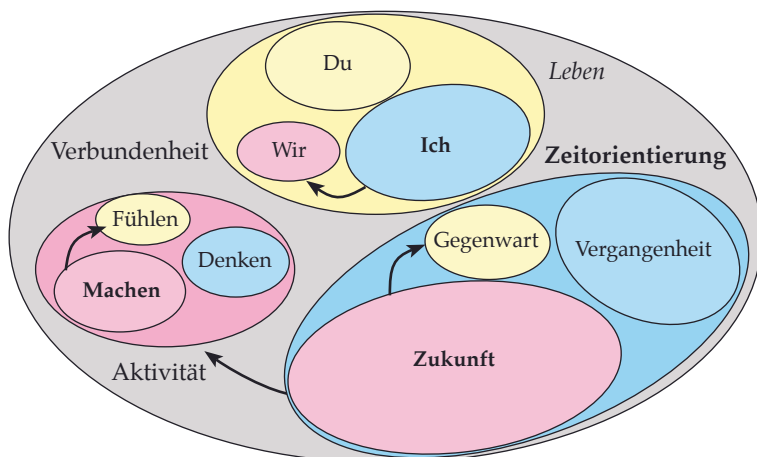 Du
Leben
Verbundenheit
Wir
Ich
Zeitorientierung
Fühlen
Gegenwart
Vergangenheit
Denken
Machen
Zukunft
Aktivität